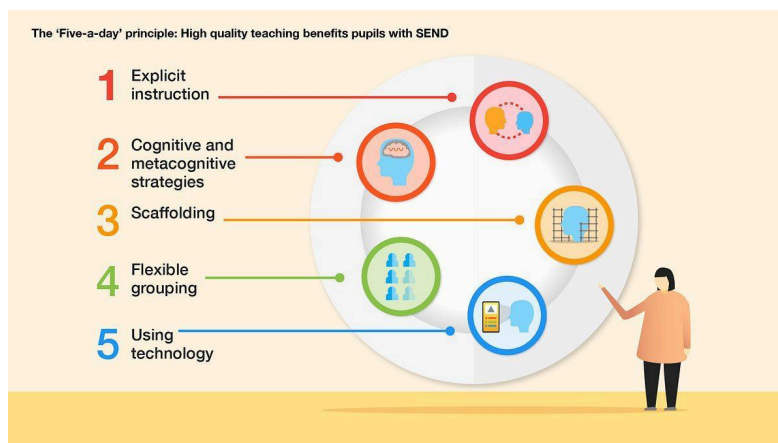 The 'Five-a-day' principle: High quality teaching benefits pupils with SEND
1 Explicit
instruction
2 Cognitive and
metacognitive
strategies
3 Scaffolding
4 Flexible
grouping
5 Using
technology